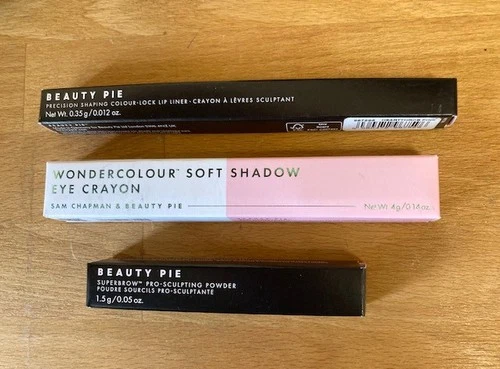 BEAUTY PIE
PRECISION SHAPING COLOUR-LOCK LIP LINER · CRAYON À LÈVRES SCULPTANT
Net Wt. 0.35 g/0.012 oz.
WONDERCOLOUR™ SOFT SHADOW
EYE CRAYON
SAM CHAPMAN & BEAUTY PIE
Net Wt. 4g/0.14oz.
BEAUTY PIE
SUPERBROW™ PRO-SCULPTING POWDER
POUDRE SOURCILS PRO-SCULPTANTE
1.5 g/0.05 oz.